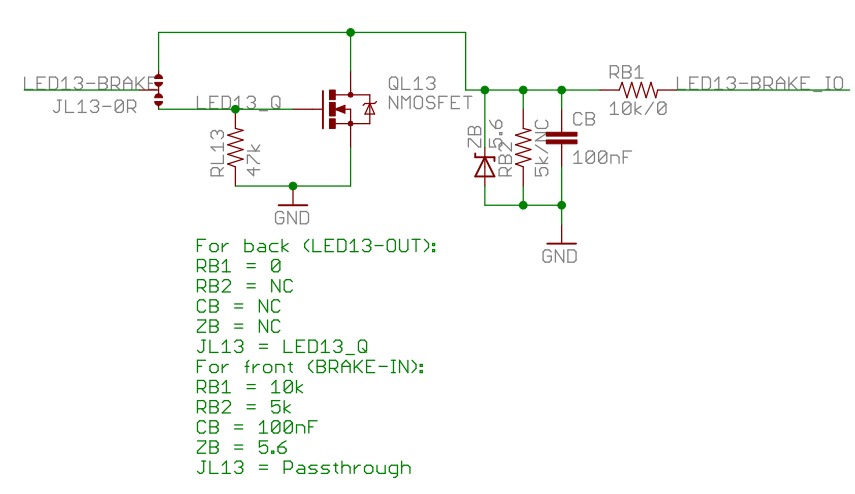 LED13-BRAKE
JL13-0R
LED13_Q
RL13
47k
QL13
NMOSFET
GND
ZB
5.6
RB2
5k/NC
CB
100nF
RB1
10k/0
LED13-BRAKE_IO
GND
For back (LED13-OUT):
RB1 = 0
RB2 = NC
CB = NC
ZB = NC
JL13 = LED13_Q
For front (BRAKE-IN):
RB1 = 10k
RB2 = 5k
CB = 100nF
ZB = 5.6
JL13 = Passthrough